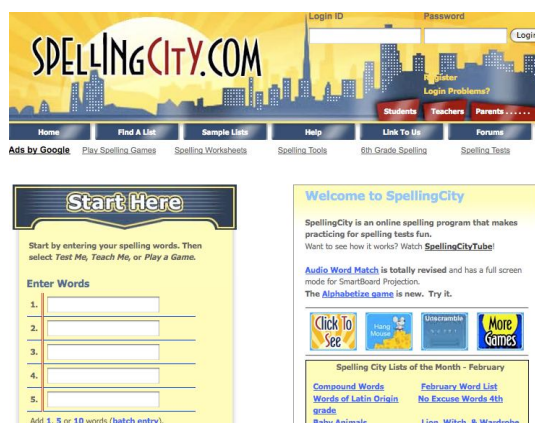 Login ID Password
SPELLINGCITY.COM
Login
Register
Login Problems?
Students Teachers Parents......
Home Find A List Sample Lists Help Link To Us Forums
Ads by Google Play Spelling Games Spelling Worksheets Spelling Tools 6th Grade Spelling Spelling Tests
Start Here
Start by entering your spelling words. Then
select Test Me, Teach Me, or Play a Game.
Enter Words
1.
2.
3.
4.
5.
Add 1, 5 or 10 words (batch entry).
Welcome to SpellingCity
SpellingCity is an online spelling program that makes
practicing for spelling tests fun.
Want to see how it works? Watch SpellingCityTube!
Audio Word Match is totally revised and has a full screen
mode for SmartBoard Projection.
The Alphabetize game is new. Try it.
Click To
See
Hang
Mouse
Unscramble
More
Games
Spelling City Lists of the Month - February
Compound Words February Word List
Words of Latin Origin No Excuse Words 4th
grade
Baby Animals Lion, Witch, & Wardrobe